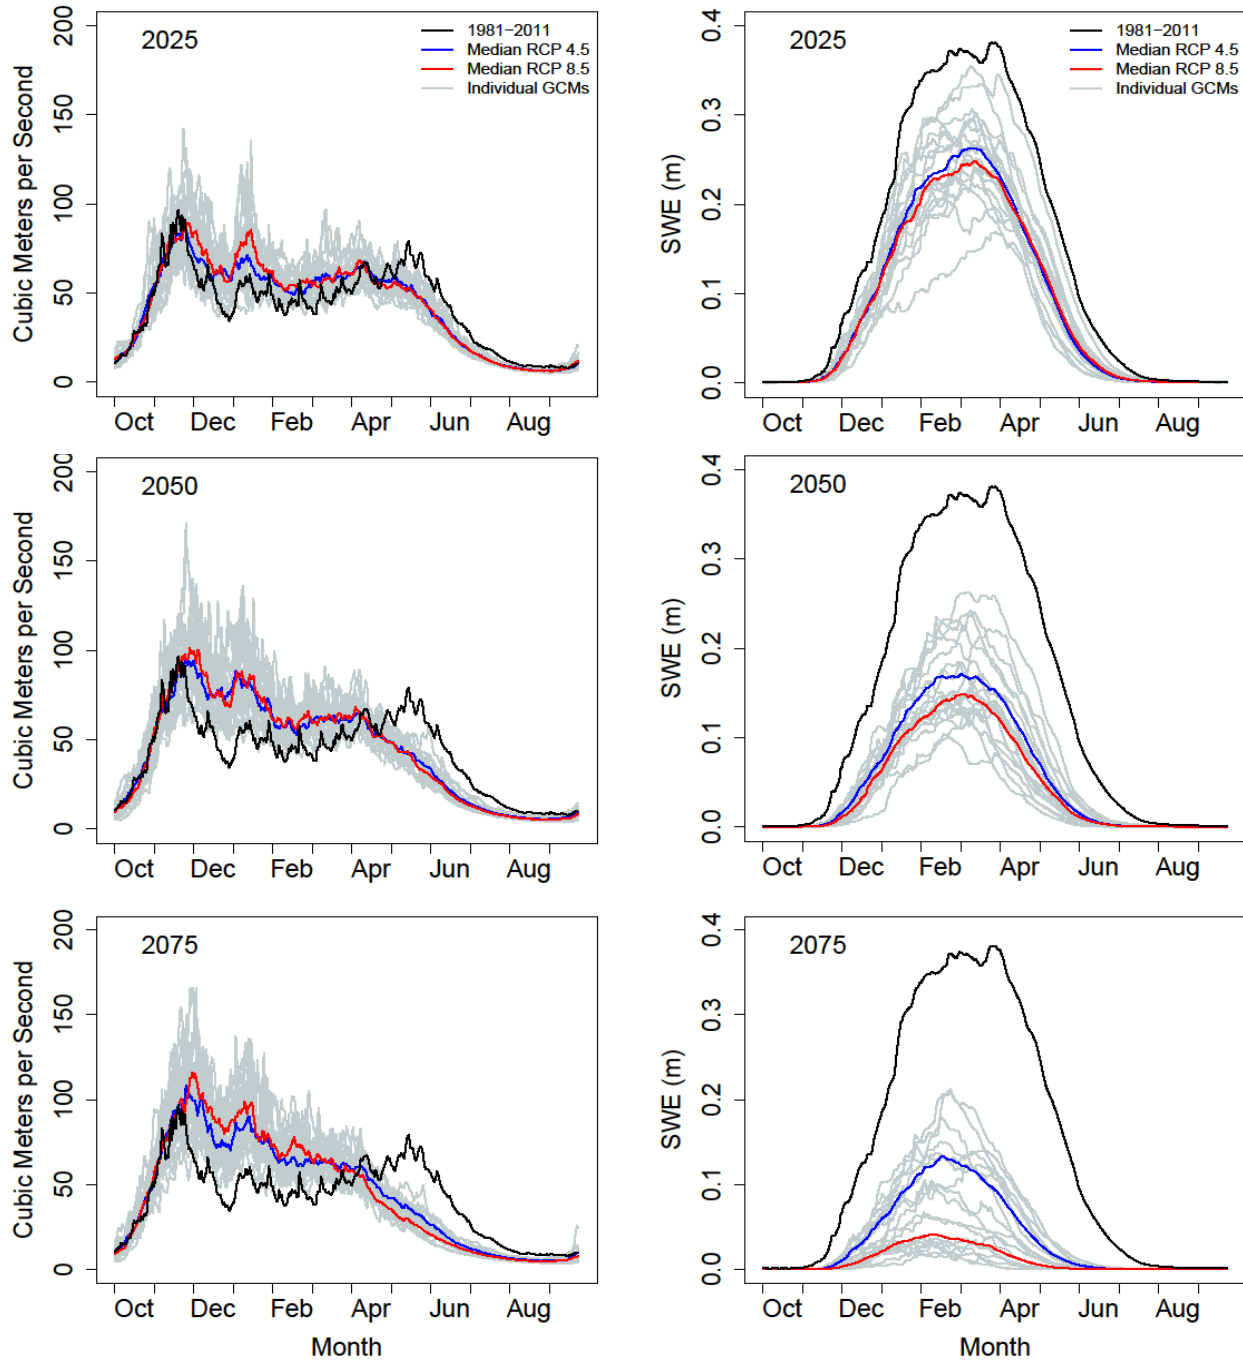 2025
1981−2011
Median RCP 4.5
Median RCP 8.5
Individual GCMs
Cubic Meters per Second
200
150
100
50
0
Oct Dec Feb Apr Jun Aug
2025
1981−2011
Median RCP 4.5
Median RCP 8.5
Individual GCMs
SWE (m)
0.4
0.3
0.2
0.1
0.0
Oct Dec Feb Apr Jun Aug
2050
Cubic Meters per Second
200
150
100
50
0
Oct Dec Feb Apr Jun Aug
2050
SWE (m)
0.4
0.3
0.2
0.1
0.0
Oct Dec Feb Apr Jun Aug
2075
Cubic Meters per Second
200
150
100
50
0
Oct Dec Feb Apr Jun Aug
Month
2075
SWE (m)
0.4
0.3
0.2
0.1
0.0
Oct Dec Feb Apr Jun Aug
Month